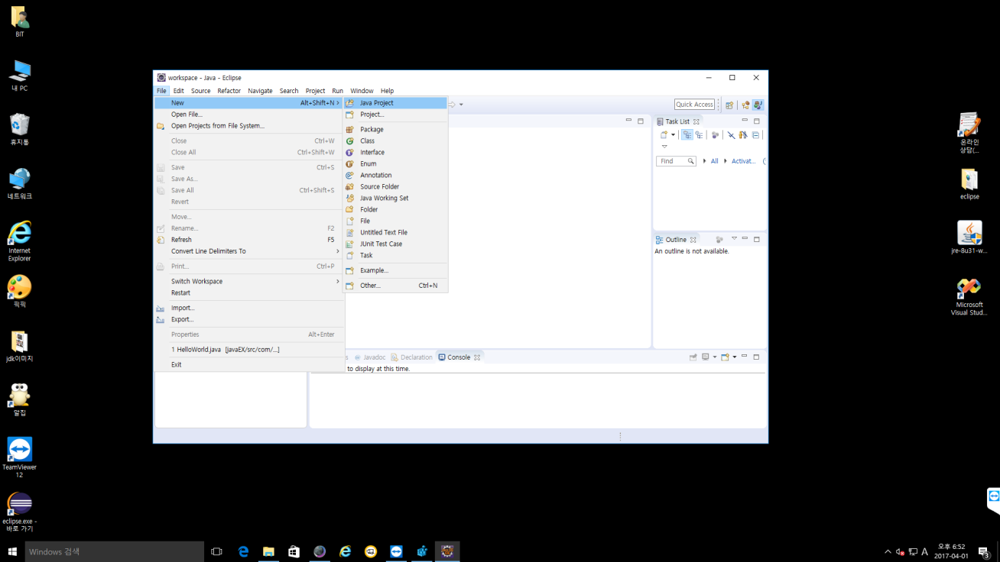 BIT
내 PC
휴지통
네트워크
Internet
Explorer
픽픽
jdk이미지
알집
TeamViewer
12
eclipse.exe -
바로 가기
workspace - Java - Eclipse
File Edit Source Refactor Navigate Search Project Run Window Help
New Alt+Shift+N
Open File...
Open Projects from File System...
Close Ctrl+W
Close All Ctrl+Shift+W
Save Ctrl+S
Save As...
Save All Ctrl+Shift+S
Revert
Move...
Rename... F2
Refresh F5
Convert Line Delimiters To
Print... Ctrl+P
Switch Workspace
Restart
Import...
Export...
Properties Alt+Enter
1 HelloWorld.java [javaEX/src/com/...]
Exit
Java Project
Project...
Package
Class
Interface
Enum
Annotation
Source Folder
Java Working Set
Folder
File
Untitled Text File
JUnit Test Case
Task
Example...
Other... Ctrl+N
Quick Access
Task List
Find All Activat...
Outline
An outline is not available.
s Javadoc Declaration Console
to display at this time.
온라인
상담(...
eclipse
jre-8u31-w...
Microsoft
Visual Stud...
Windows 검색
A
오후 6:52
2017-04-01
3